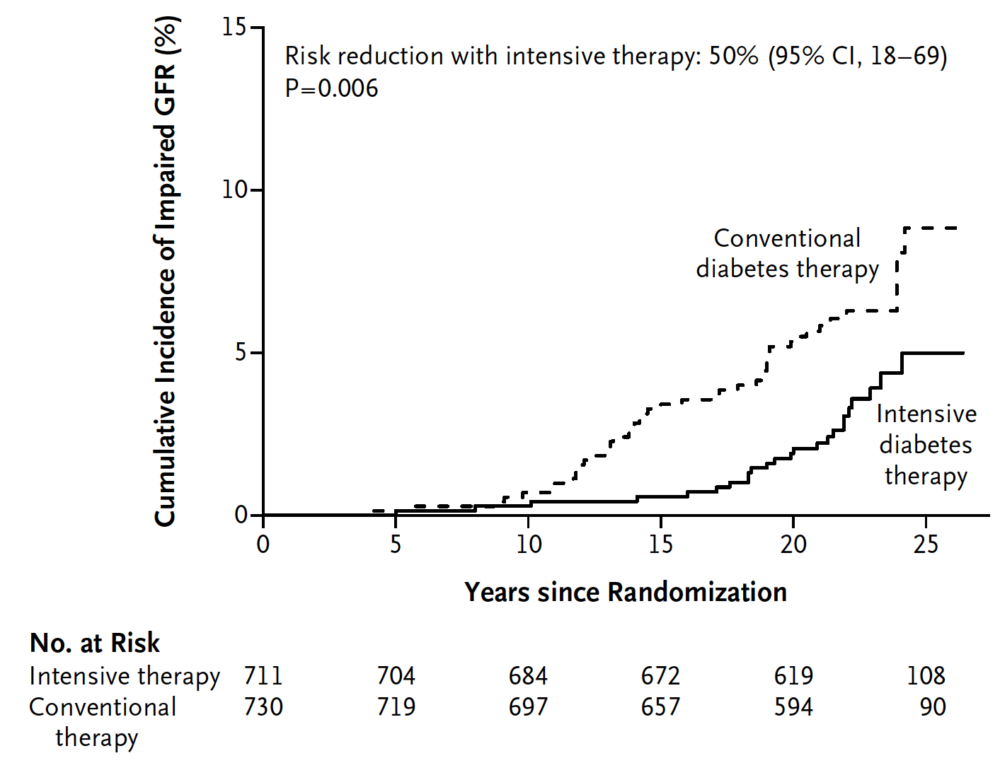 Cumulative Incidence of Impaired GFR (%)
15
10
5
0
Risk reduction with intensive therapy: 50% (95% CI, 18–69)
P=0.006
Conventional
diabetes therapy
Intensive
diabetes
therapy
0 5 10 15 20 25
Years since Randomization
No. at Risk
Intensive therapy 711 704 684 672 619 108
Conventional 730 719 697 657 594 90
therapy